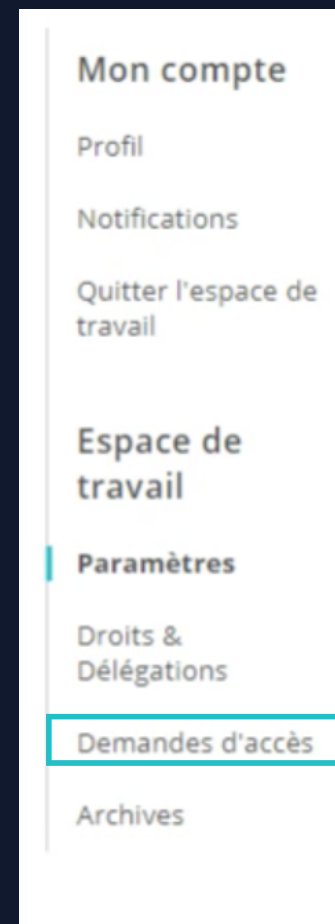 Mon compte
Profil
Notifications
Quitter l'espace de
travail
Espace de
travail
Paramètres
Droits &
Délégations
Demandes d'accès
Archives